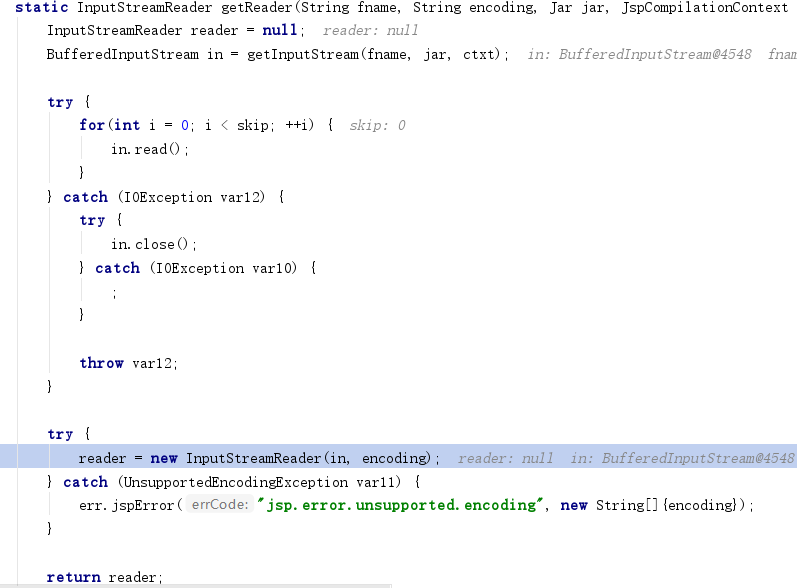 static InputStreamReader getReader(String fname, String encoding, Jar jar, JspCompilationContext
InputStreamReader reader = null; reader: null
BufferedInputStream in = getInputStream(fname, jar, ctxt); in: BufferedInputStream@4548 fnam
try {
for(int i = 0; i < skip; ++i) { skip: 0
in.read();
}
} catch (IOException var12) {
try {
in.close();
} catch (IOException var10) {
;
}
throw var12;
}
try {
reader = new InputStreamReader(in, encoding); reader: null in: BufferedInputStream@4548
} catch (UnsupportedEncodingException var11) {
err.jspError( errCode: "jsp.error.unsupported.encoding", new String[]{encoding});
}
return reader;